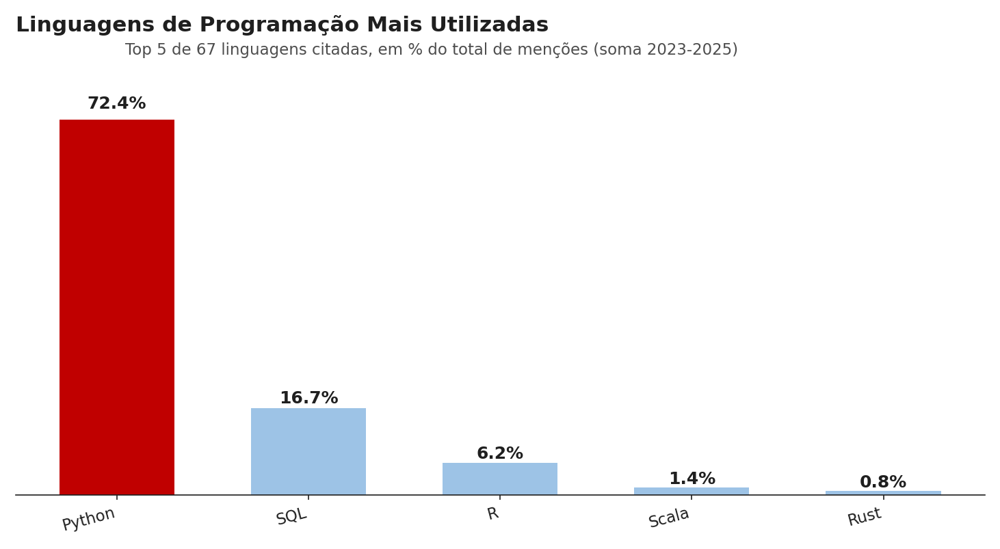 Linguagens de Programação Mais Utilizadas
Top 5 de 67 linguagens citadas, em % do total de menções (soma 2023-2025)
72.4%
16.7%
6.2%
1.4%
0.8%
Python
SQL
R
Scala
Rust